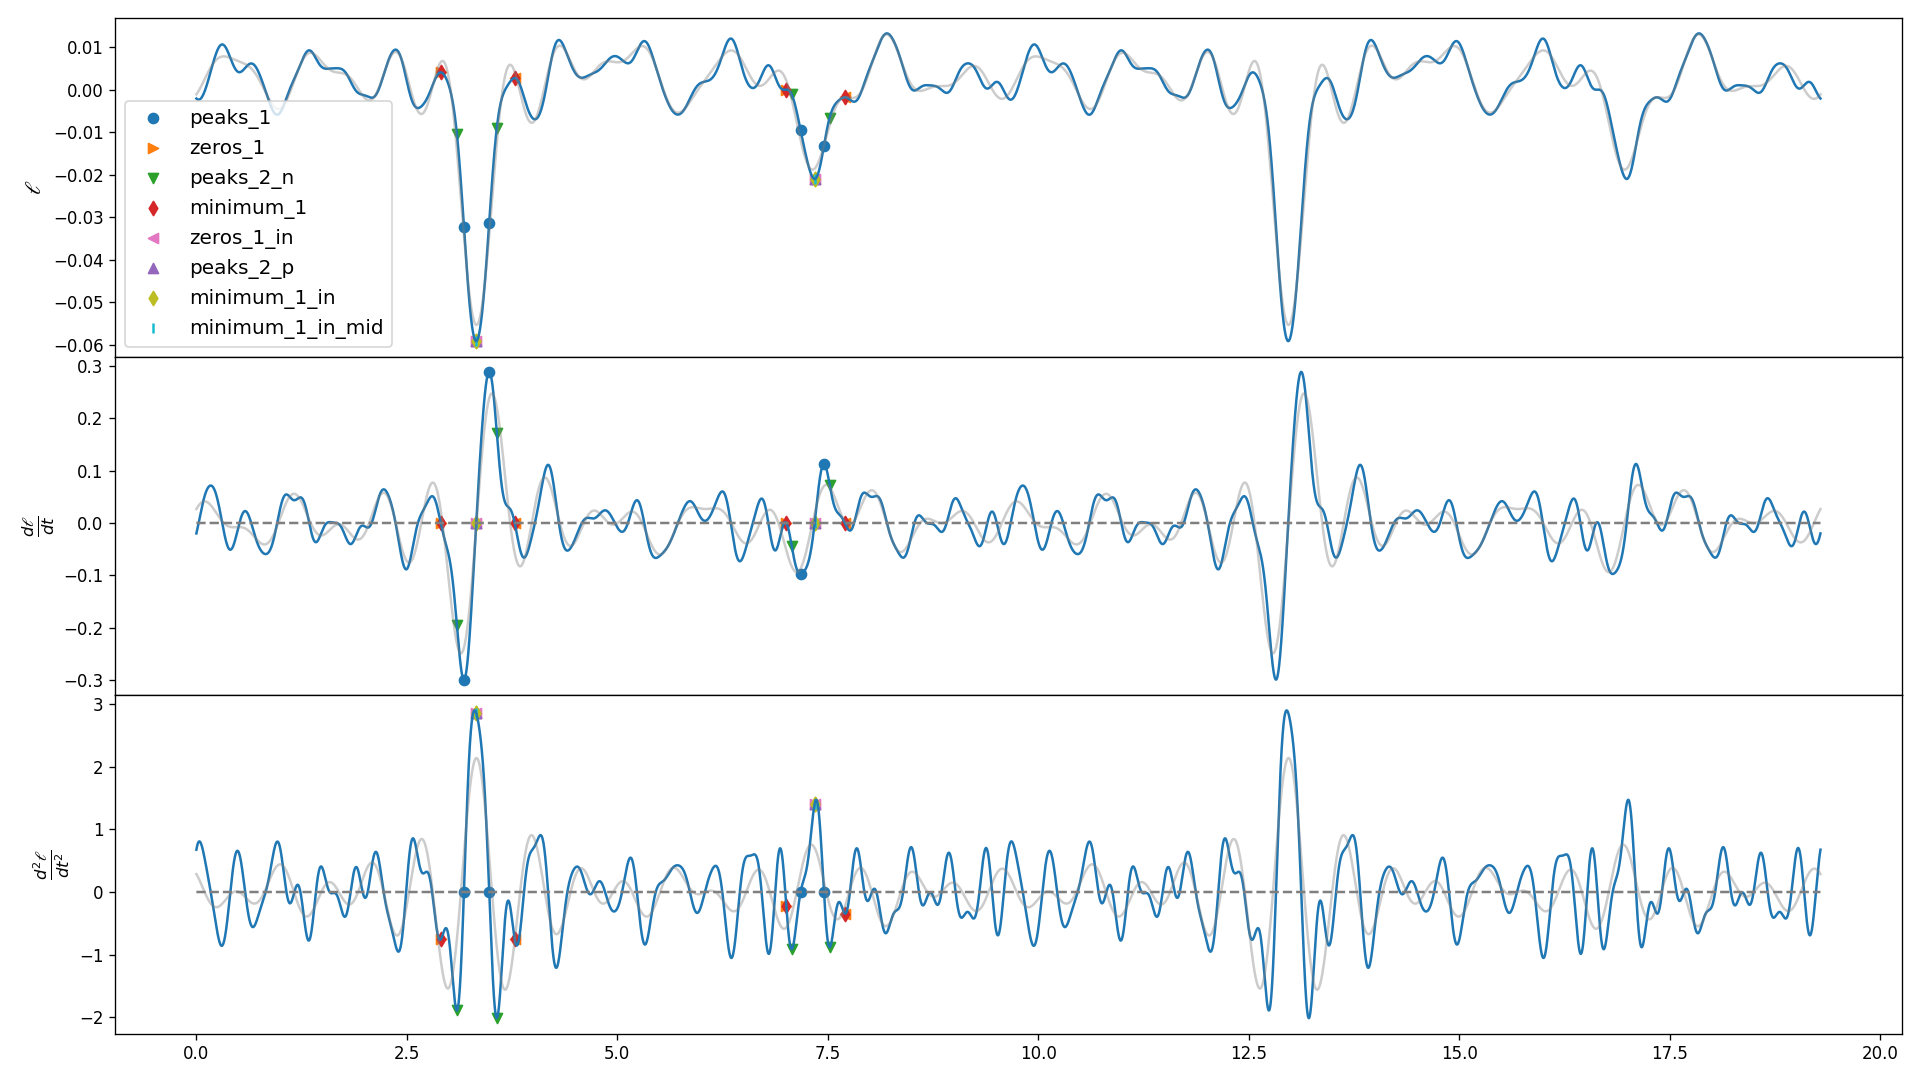 0.01
0.00
−0.01
−0.02
−0.03
−0.04
−0.05
−0.06
ℓ
peaks_1
zeros_1
peaks_2_n
minimum_1
zeros_1_in
peaks_2_p
minimum_1_in
minimum_1_in_mid
0.3
0.2
0.1
0.0
−0.1
−0.2
−0.3
dℓ
dt
3
2
1
0
−1
−2
d²ℓ
dt²
0.0 2.5 5.0 7.5 10.0 12.5 15.0 17.5 20.0